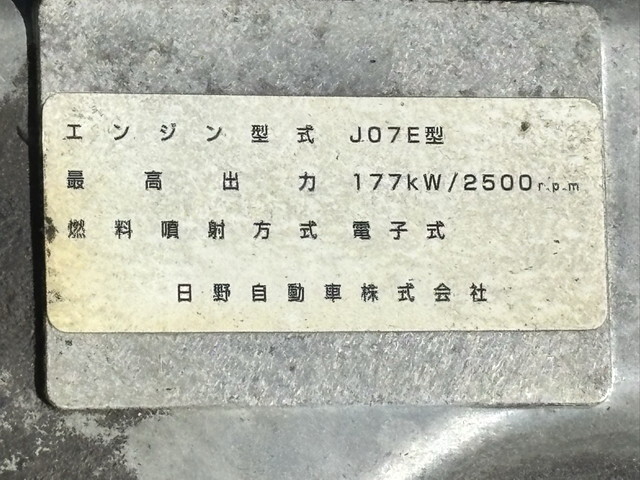 エンジン型式 J07E型
最高出力 177kW/2500r.p.m
燃料噴射方式 電子式
日野自動車株式会社